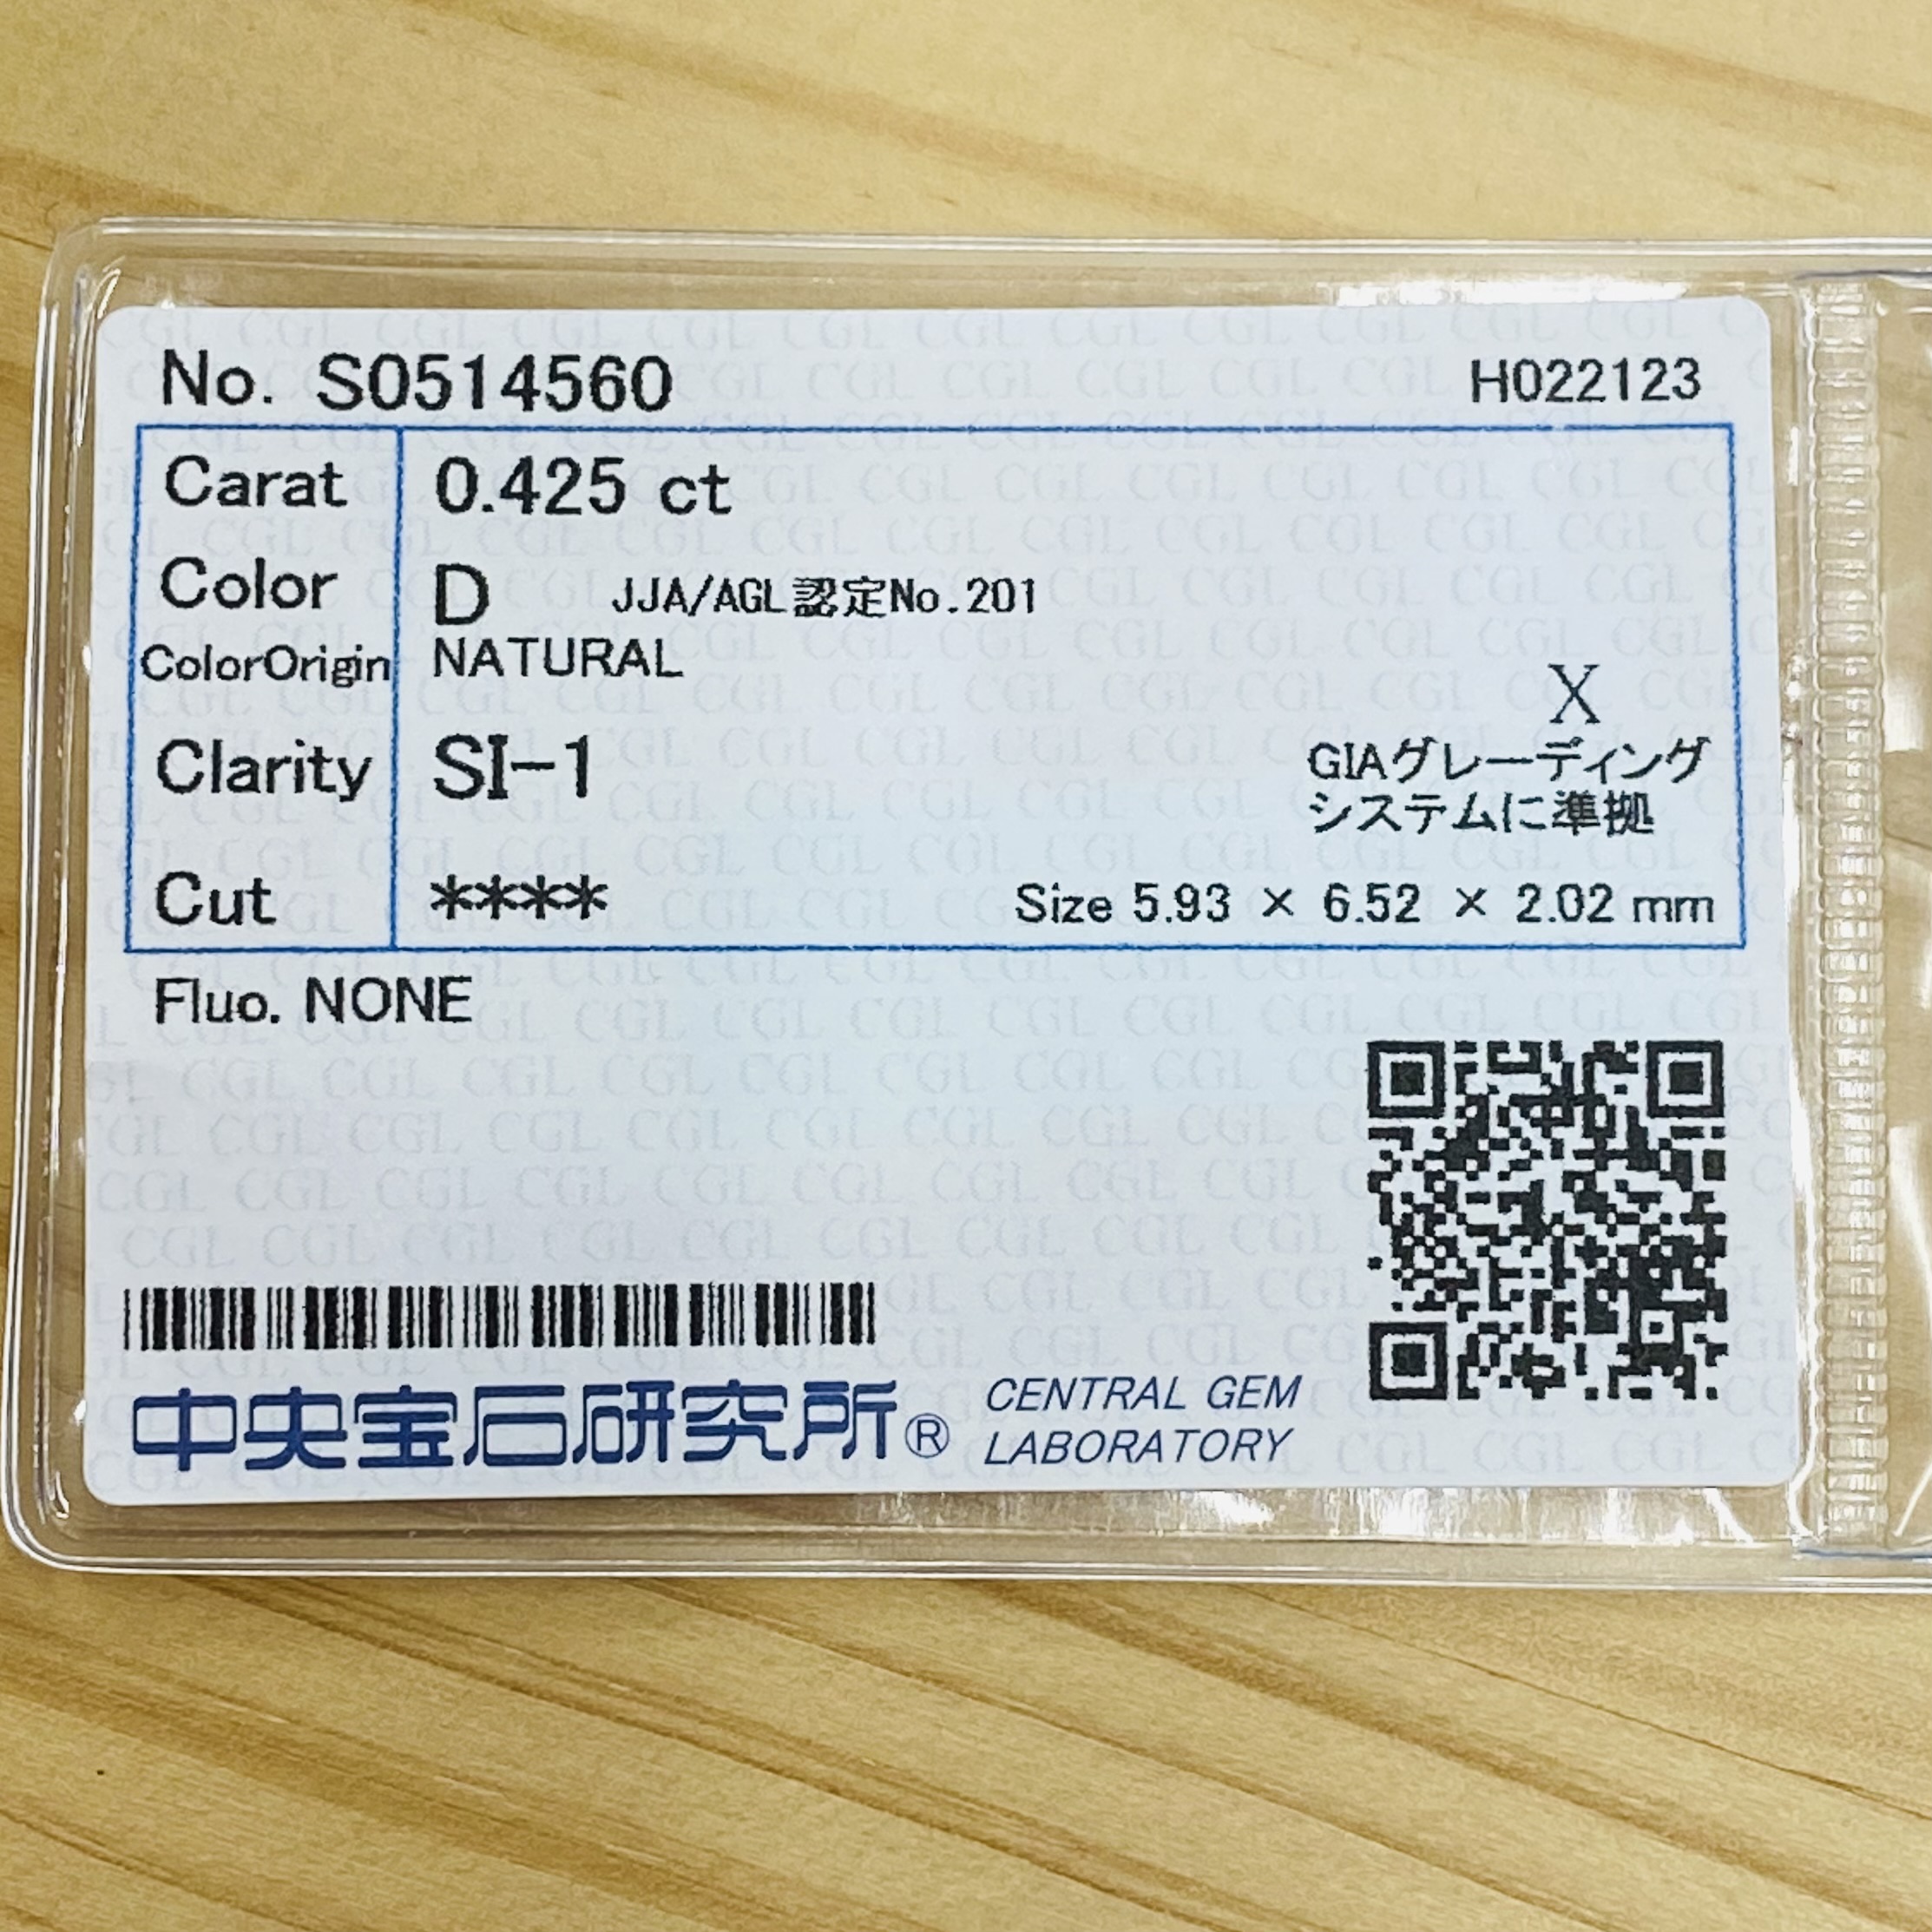 No. S0514560
H022123
Carat 0.425 ct
Color D JJA/AGL認定No.201
ColorOrigin NATURAL
X
Clarity SI-1
GIAグレーディング
システムに準拠
Cut **** Size 5.93 × 6.52 × 2.02 mm
Fluo. NONE
中央宝石研究所® CENTRAL GEM
LABORATORY